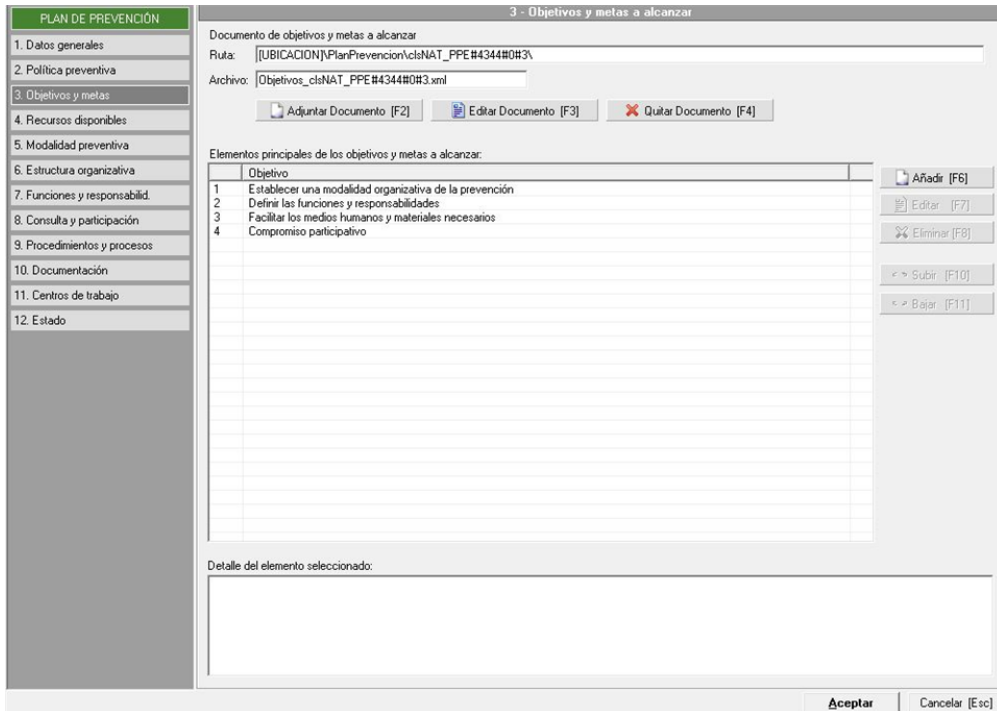 PLAN DE PREVENCIÓN
1. Datos generales
2. Política preventiva
3. Objetivos y metas
4. Recursos disponibles
5. Modalidad preventiva
6. Estructura organizativa
7. Funciones y responsabilid.
8. Consulta y participación
9. Procedimientos y procesos
10. Documentación
11. Centros de trabajo
12. Estado
3 - Objetivos y metas a alcanzar
Documento de objetivos y metas a alcanzar
Ruta: [UBICACION]\PlanPrevencion\clsNAT_PPE#4344#0#3\
Archivo: Objetivos_clsNAT_PPE#4344#0#3.xml
Adjuntar Documento [F2] Editar Documento [F3] Quitar Documento [F4]
Elementos principales de los objetivos y metas a alcanzar:
Objetivo
1 Establecer una modalidad organizativa de la prevención
2 Definir las funciones y responsabilidades
3 Facilitar los medios humanos y materiales necesarios
4 Compromiso participativo
Añadir [F6]
Editar [F7]
Eliminar [F8]
Subir [F10]
Bajar [F11]
Detalle del elemento seleccionado:
Aceptar Cancelar [Esc]